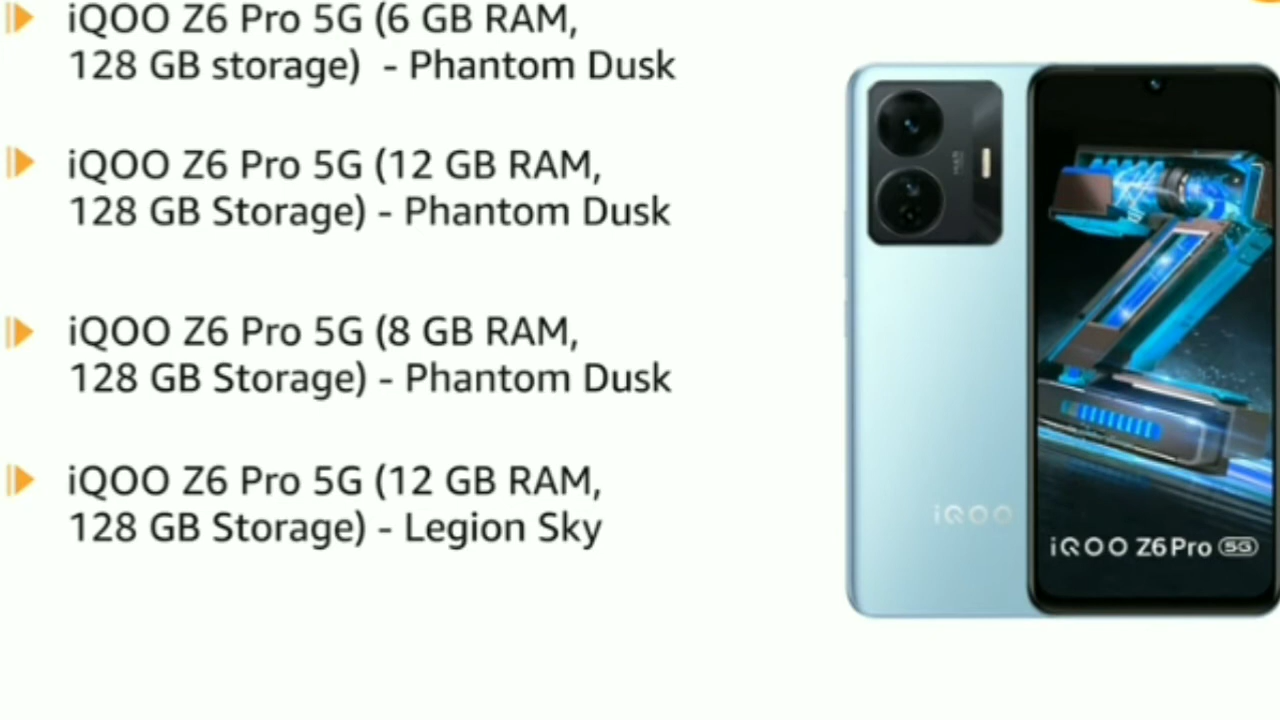 iQOO Z6 Pro 5G (6 GB RAM,
128 GB storage) - Phantom Dusk
iQOO Z6 Pro 5G (12 GB RAM,
128 GB Storage) - Phantom Dusk
iQOO Z6 Pro 5G (8 GB RAM,
128 GB Storage) - Phantom Dusk
iQOO Z6 Pro 5G (12 GB RAM,
128 GB Storage) - Legion Sky
iQOO
iQOO Z6 Pro 5G